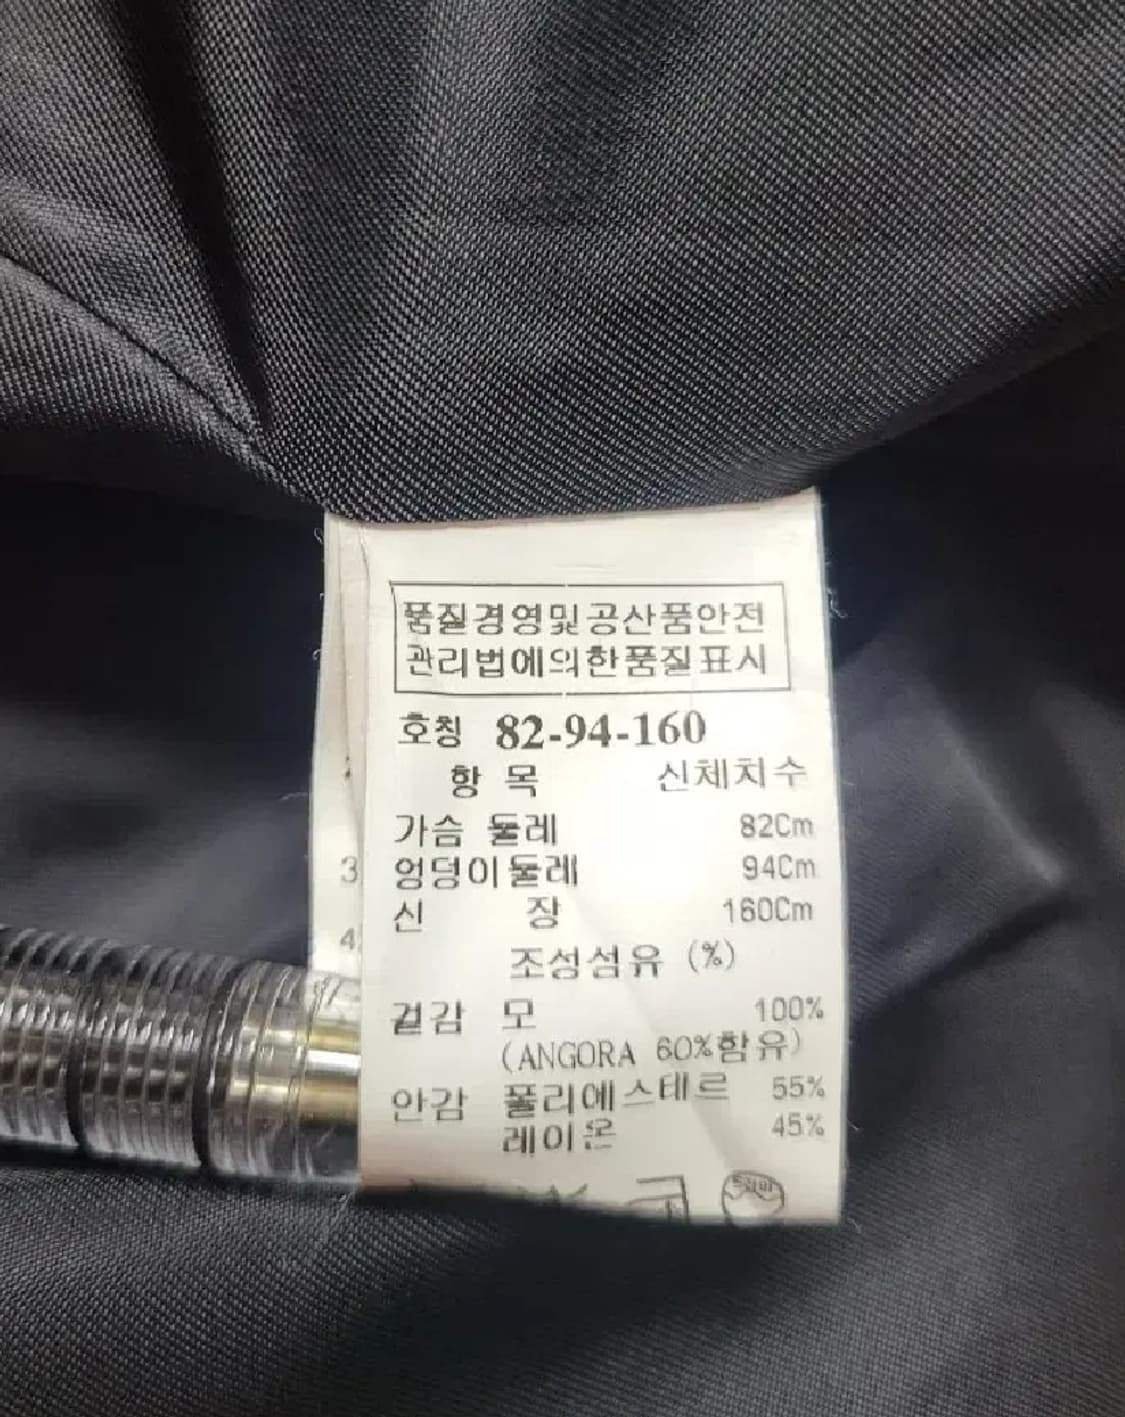 품질경영및공산품안전
관리법에의한품질표시
호칭 82-94-160
항 목 신체치수
가슴 둘레 82Cm
엉덩이둘레 94Cm
신 장 160Cm
조성섬유 (%)
겉감 모 100%
(ANGORA 60%함유)
안감 폴리에스테르 55%
레이온 45%
3
4